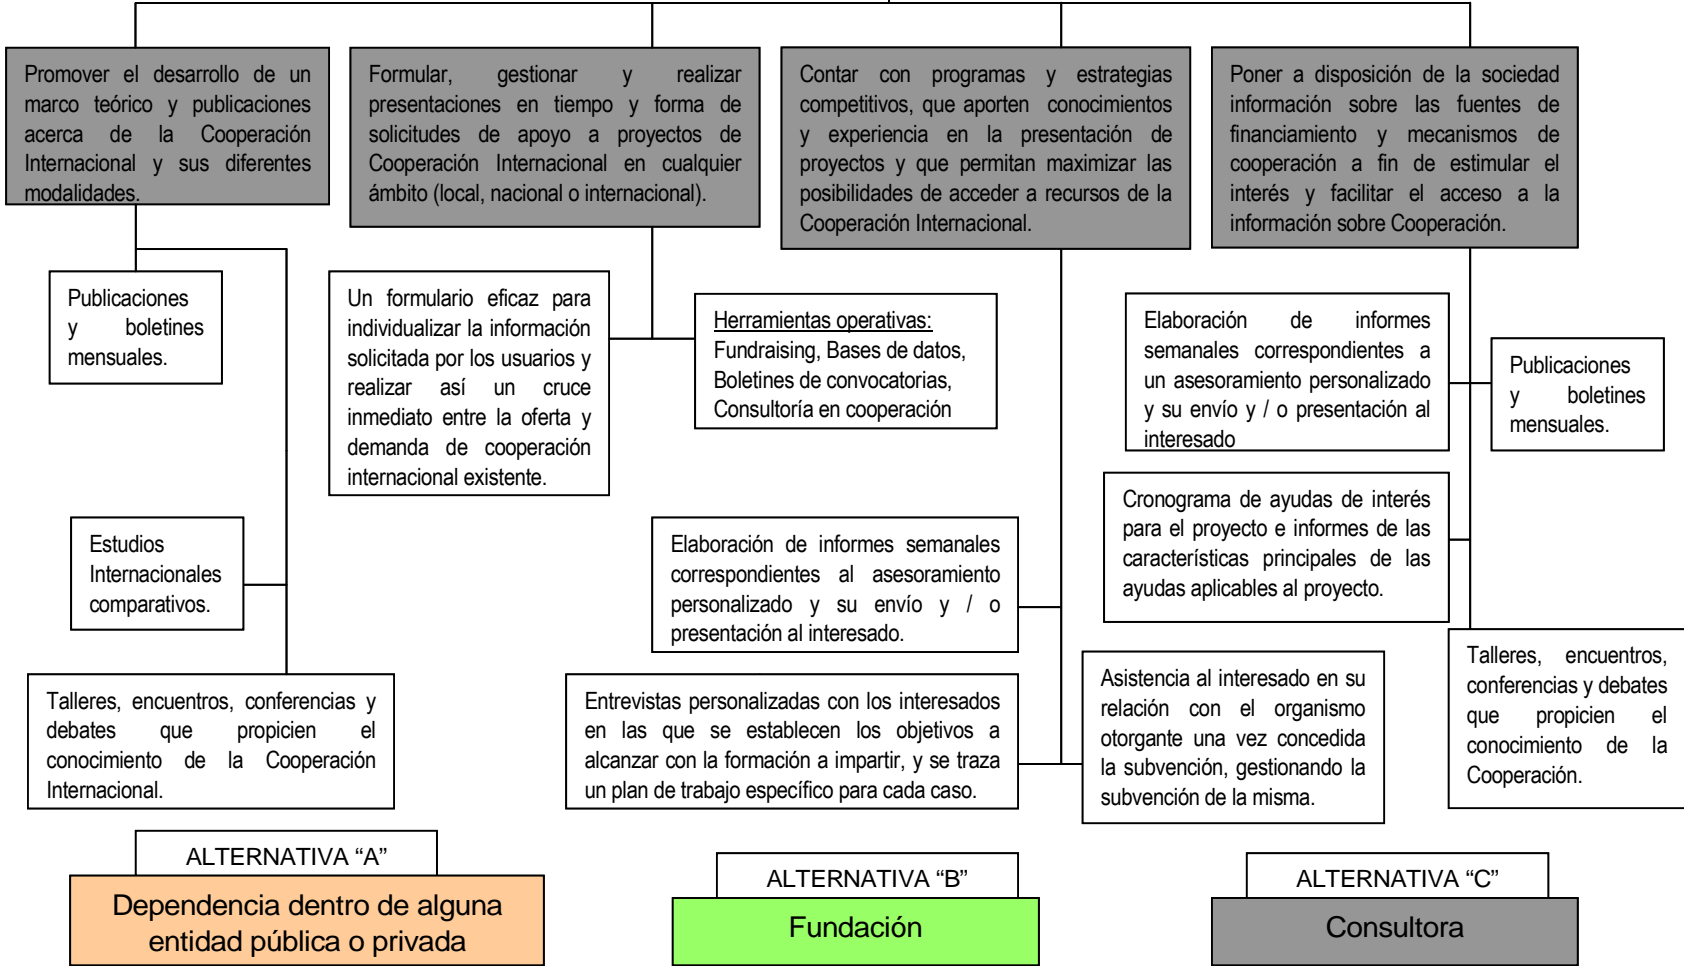 Promover el desarrollo de un
marco teórico y publicaciones
acerca de la Cooperación
Internacional y sus diferentes
modalidades.
Formular, gestionar y realizar
presentaciones en tiempo y forma de
solicitudes de apoyo a proyectos de
Cooperación Internacional en cualquier
ámbito (local, nacional o internacional).
Contar con programas y estrategias
competitivos, que aporten conocimientos
y experiencia en la presentación de
proyectos y que permitan maximizar las
posibilidades de acceder a recursos de la
Cooperación Internacional.
Poner a disposición de la sociedad
información sobre las fuentes de
financiamiento y mecanismos de
cooperación a fin de estimular el
interés y facilitar el acceso a la
información sobre Cooperación.
Publicaciones
y boletines
mensuales.
Un formulario eficaz para
individualizar la información
solicitada por los usuarios y
realizar así un cruce
inmediato entre la oferta y
demanda de cooperación
internacional existente.
Herramientas operativas:
Fundraising, Bases de datos,
Boletines de convocatorias,
Consultoría en cooperación
Elaboración de informes
semanales correspondientes a
un asesoramiento personalizado
y su envío y / o presentación al
interesado
Publicaciones
y boletines
mensuales.
Cronograma de ayudas de interés
para el proyecto e informes de las
características principales de las
ayudas aplicables al proyecto.
Estudios
Internacionales
comparativos.
Elaboración de informes semanales
correspondientes al asesoramiento
personalizado y su envío y / o
presentación al interesado.
Talleres, encuentros,
conferencias y debates
que propicien el
conocimiento de la
Cooperación.
Talleres, encuentros, conferencias y
debates que propicien el
conocimiento de la Cooperación
Internacional.
Entrevistas personalizadas con los interesados
en las que se establecen los objetivos a
alcanzar con la formación a impartir, y se traza
un plan de trabajo específico para cada caso.
Asistencia al interesado en su
relación con el organismo
otorgante una vez concedida
la subvención, gestionando la
subvención de la misma.
ALTERNATIVA “A”
Dependencia dentro de alguna
entidad pública o privada
ALTERNATIVA “B”
Fundación
ALTERNATIVA “C”
Consultora